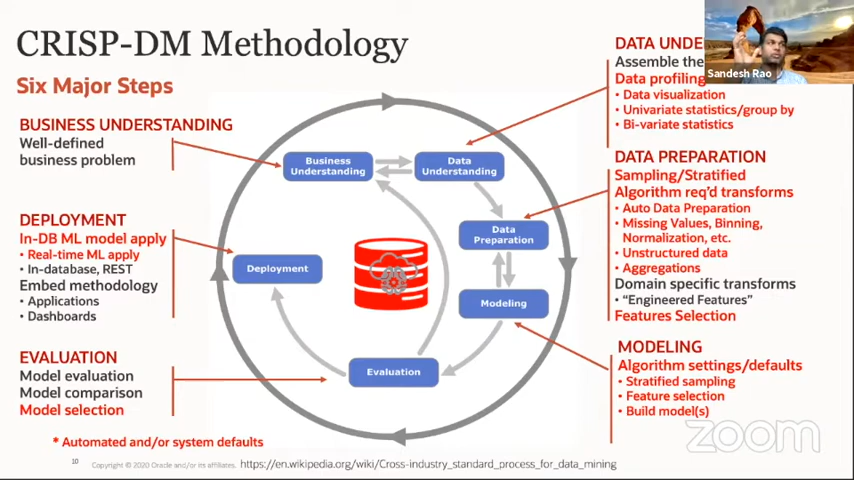 CRISP-DM Methodology
Six Major Steps
BUSINESS UNDERSTANDING
Well-defined
business problem
DEPLOYMENT
In-DB ML model apply
• Real-time ML apply
• In-database, REST
Embed methodology
• Applications
• Dashboards
EVALUATION
Model evaluation
Model comparison
Model selection
* Automated and/or system defaults
Business
Understanding
Data
Understanding
Data
Preparation
Modeling
Evaluation
Deployment
DATA UNDE
Assemble the
Data profiling
• Data visualization
• Univariate statistics/group by
• Bi-variate statistics
DATA PREPARATION
Sampling/Stratified
Algorithm req'd transforms
• Auto Data Preparation
• Missing Values, Binning,
Normalization, etc.
• Unstructured data
• Aggregations
Domain specific transforms
• “Engineered Features”
Features Selection
MODELING
Algorithm settings/defaults
• Stratified sampling
• Feature selection
• Build model(s)
Sandesh Rao
zoom
10
Copyright © 2020 Oracle and/or its affiliates.
https://en.wikipedia.org/wiki/Cross-industry_standard_process_for_data_mining